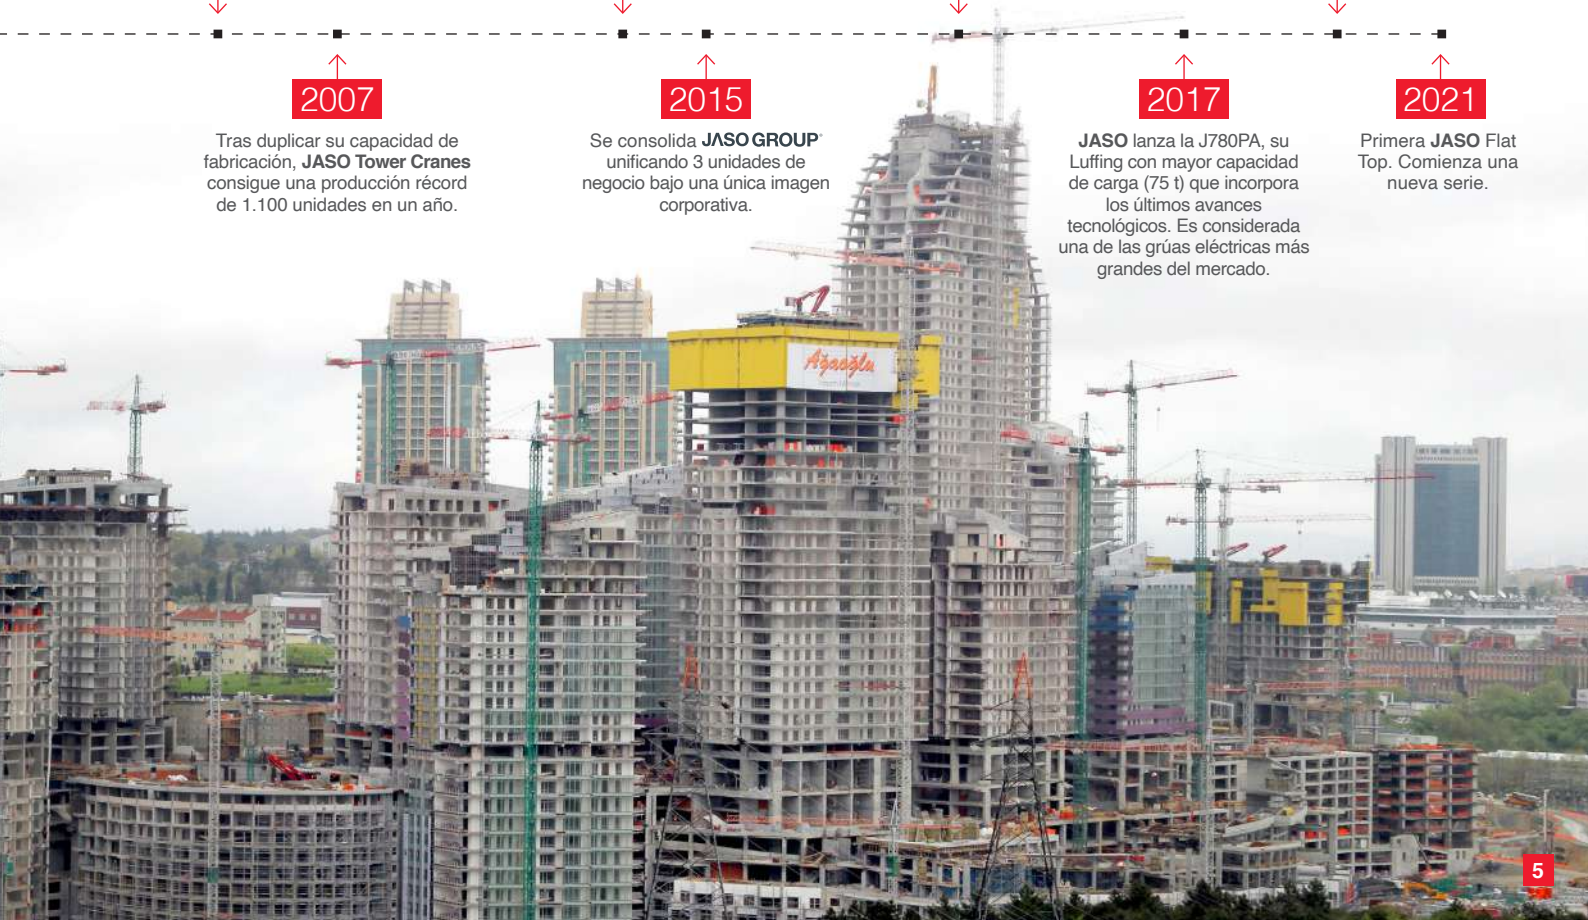 2007
Tras duplicar su capacidad de
fabricación, JASO Tower Cranes
consigue una producción récord
de 1.100 unidades en un año.
2015
Se consolida JASO GROUP
unificando 3 unidades de
negocio bajo una única imagen
corporativa.
2017
JASO lanza la J780PA, su
Luffing con mayor capacidad
de carga (75 t) que incorpora
los últimos avances
tecnológicos. Es considerada
una de las grúas eléctricas más
grandes del mercado.
2021
Primera JASO Flat
Top. Comienza una
nueva serie.
Ağaoğlu
5